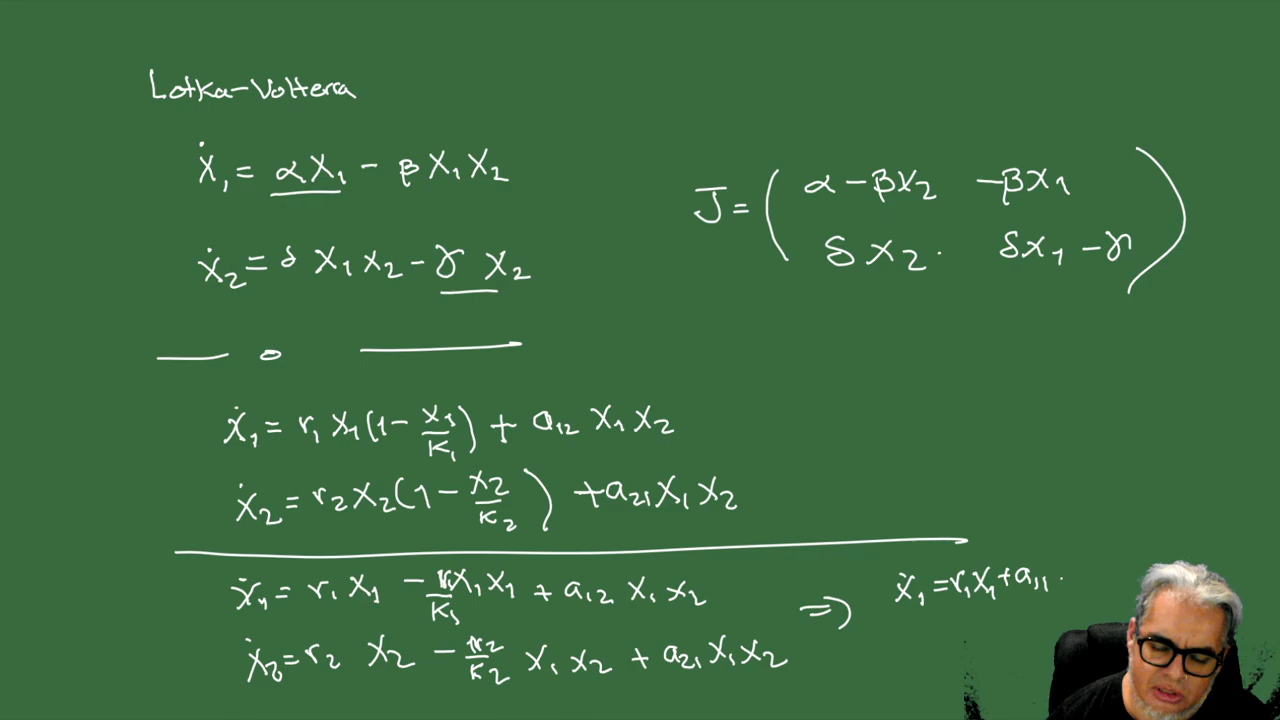 Lotka-Volterra
ẋ₁ = αx₁ - βx₁x₂
ẋ₂ = δx₁x₂ - γx₂
J = ( α - βx₂ -βx₁
δx₂ . δx₁ - γ )
ẋ₁ = r₁x₁(1 - x₁/K₁) + a₁₂x₁x₂
ẋ₂ = r₂x₂(1 - x₂/K₂) + a₂₁x₁x₂
ẋ₁ = r₁x₁ - r₁/K₁ x₁x₁ + a₁₂x₁x₂
ẋ₂ = r₂x₂ - r₂/K₂ x₁x₂ + a₂₁x₁x₂
⇒ ẋ₁ = r₁x₁ + a₁₁ .